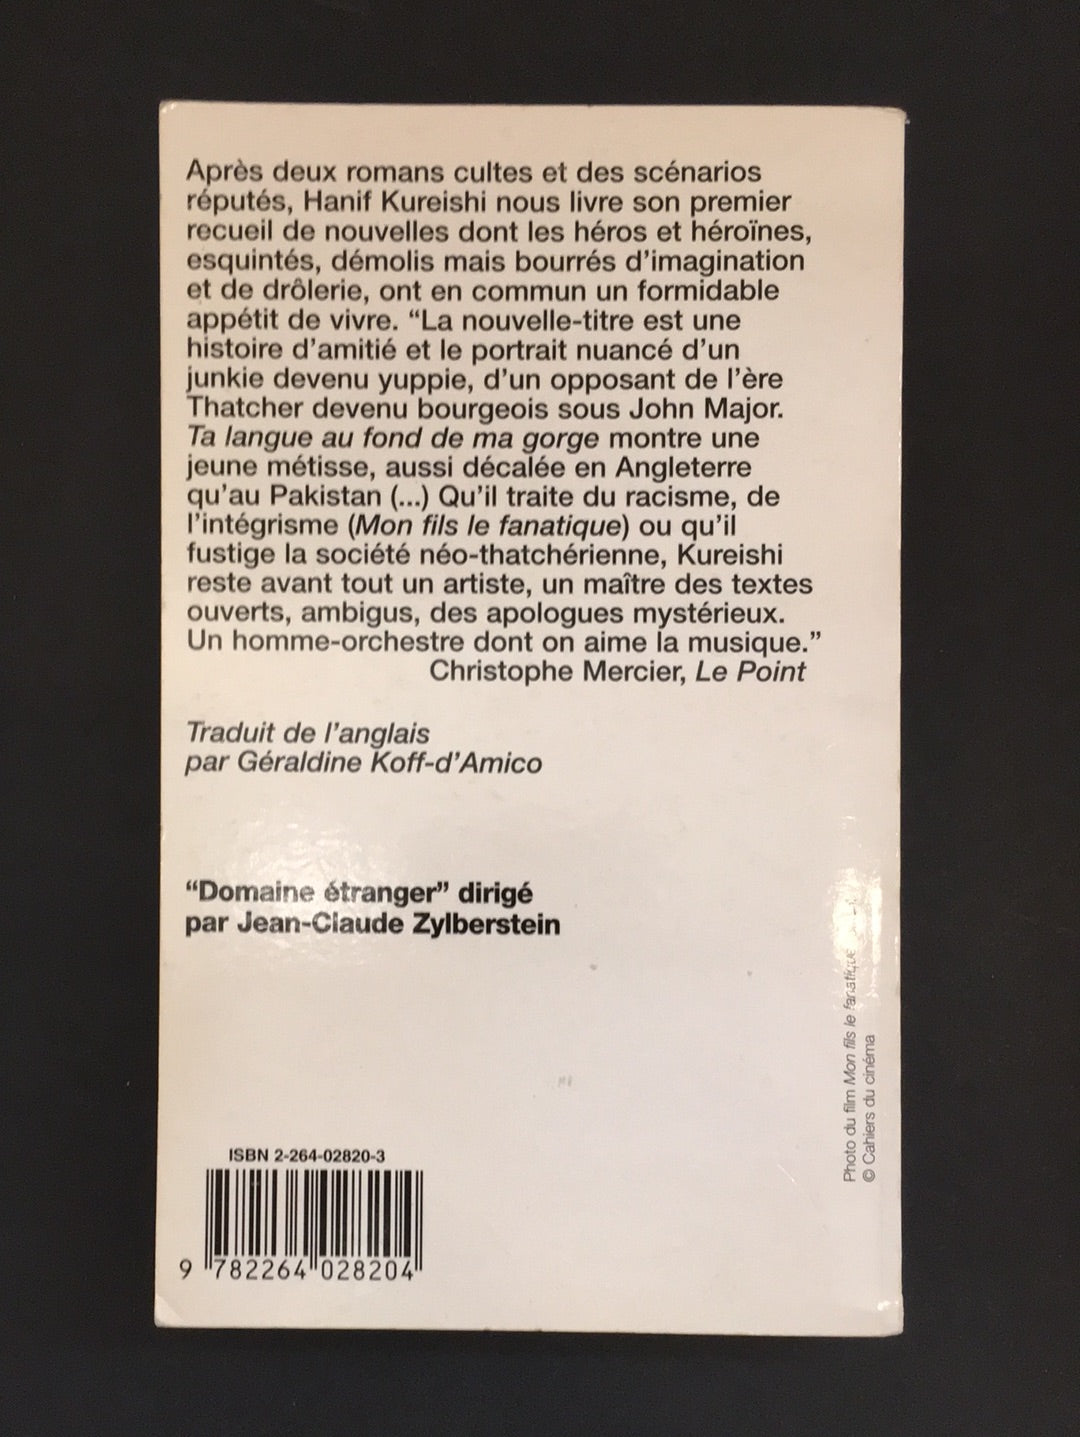 Après deux romans cultes et des scénarios
réputés, Hanif Kureishi nous livre son premier
recueil de nouvelles dont les héros et héroïnes,
esquintés, démolis mais bourrés d'imagination
et de drôlerie, ont en commun un formidable
appétit de vivre. “La nouvelle-titre est une
histoire d'amitié et le portrait nuancé d'un
junkie devenu yuppie, d'un opposant de l'ère
Thatcher devenu bourgeois sous John Major.
Ta langue au fond de ma gorge montre une
jeune métisse, aussi décalée en Angleterre
qu'au Pakistan (...) Qu'il traite du racisme, de
l'intégrisme (Mon fils le fanatique) ou qu'il
fustige la société néo-thatchérienne, Kureishi
reste avant tout un artiste, un maître des textes
ouverts, ambigus, des apologues mystérieux.
Un homme-orchestre dont on aime la musique.”
Christophe Mercier, Le Point
Traduit de l'anglais
par Géraldine Koff-d'Amico
“Domaine étranger” dirigé
par Jean-Claude Zylberstein
Photo du film Mon fils le fanatique
© Cahiers du cinéma
ISBN 2-264-02820-3
9 782264 028204